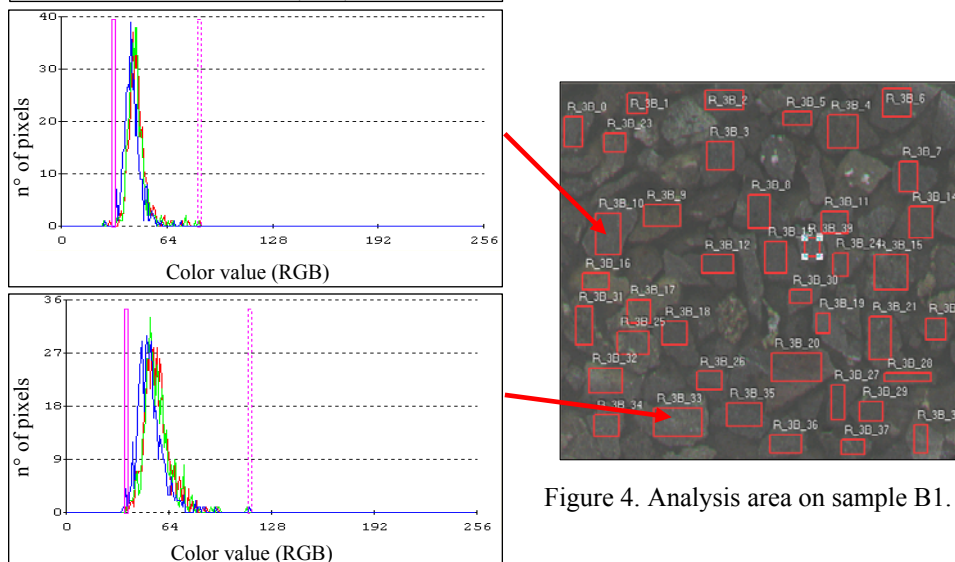 40
30
20
10
0
0 64 128 192 256
n° of pixels
Color value (RGB)
36
27
18
9
0
0 64 128 192 256
n° of pixels
Color value (RGB)
R_3B_0
R_3B_1
R_3B_2
R_3B_5
R_3B_4
R_3B_6
R_3B_23
R_3B_3
R_3B_7
R_3B_10
R_3B_9
R_3B_8
R_3B_11
R_3B_14
R_3B_39
R_3B_12
R_3B_24
R_3B_15
R_3B_16
R_3B_30
R_3B_31
R_3B_17
R_3B_18
R_3B_19
R_3B_21
R_3B_25
R_3B_20
R_3B_32
R_3B_26
R_3B_27
R_3B_28
R_3B_34
R_3B_33
R_3B_35
R_3B_29
R_3B_36
R_3B_37
Figure 4. Analysis area on sample B1.